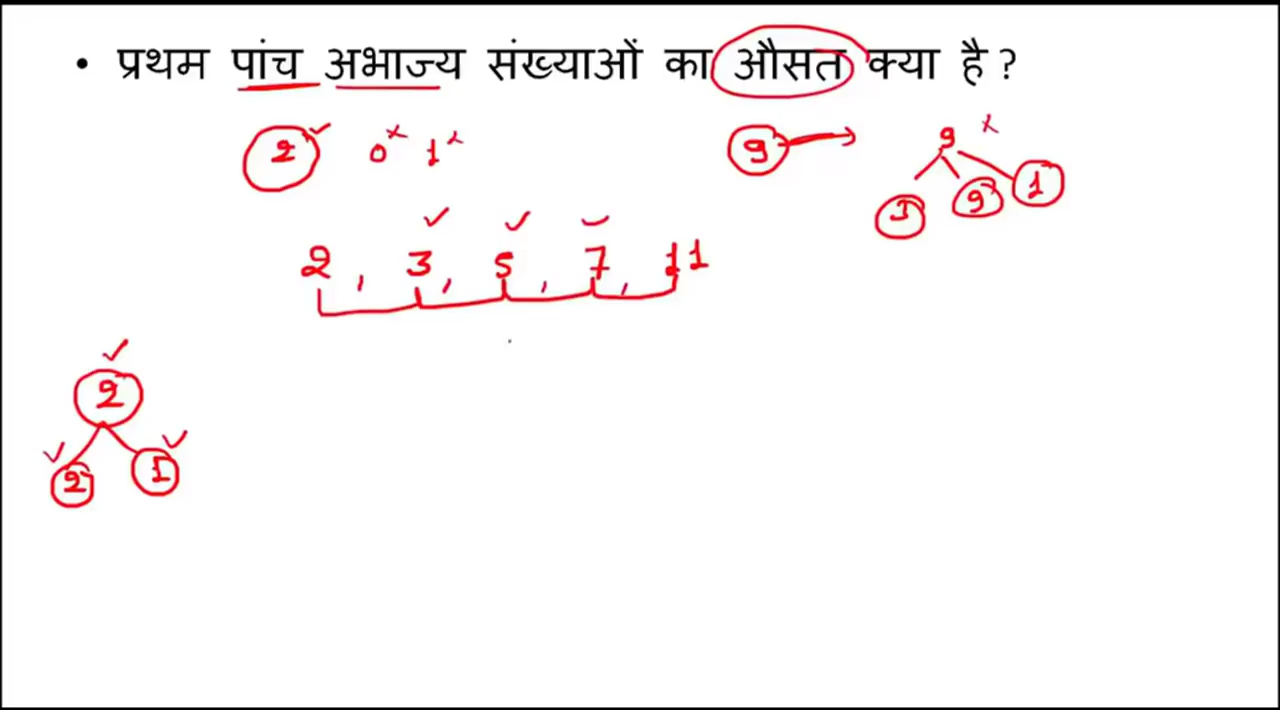 • प्रथम पांच अभाज्य संख्याओं का औसत क्या है ?
2 0 1 9 9
3 9 1
2 , 3 , 5 , 7 , 11
2
2 1